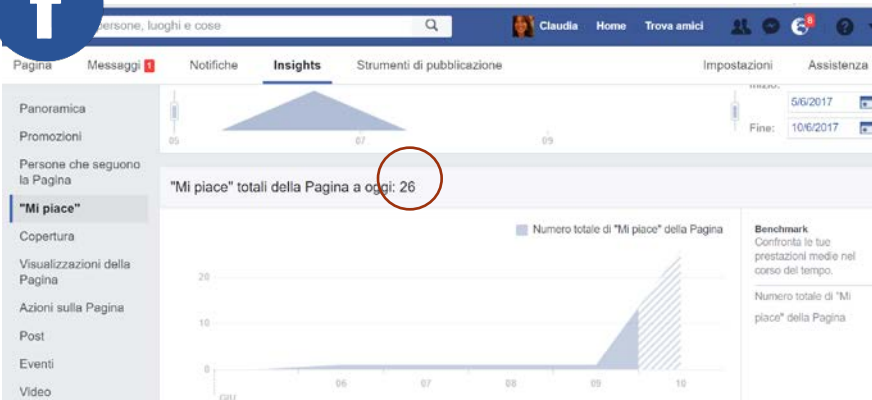 f persone, luoghi e cose Claudia Home Trova amici 6
Pagina Messaggi 1 Notifiche Insights Strumenti di pubblicazione Impostazioni Assistenza
Inizio: 5/6/2017
Fine: 10/6/2017
05 07 09
Panoramica
Promozioni
Persone che seguono
la Pagina
"Mi piace"
Copertura
Visualizzazioni della
Pagina
Azioni sulla Pagina
Post
Eventi
Video
"Mi piace" totali della Pagina a oggi: 26
Numero totale di "Mi piace" della Pagina
20
10
0
06 07 08 09 10
GIU
Benchmark
Confronta le tue
prestazioni medie nel
corso del tempo.
Numero totale di "Mi
piace" della Pagina